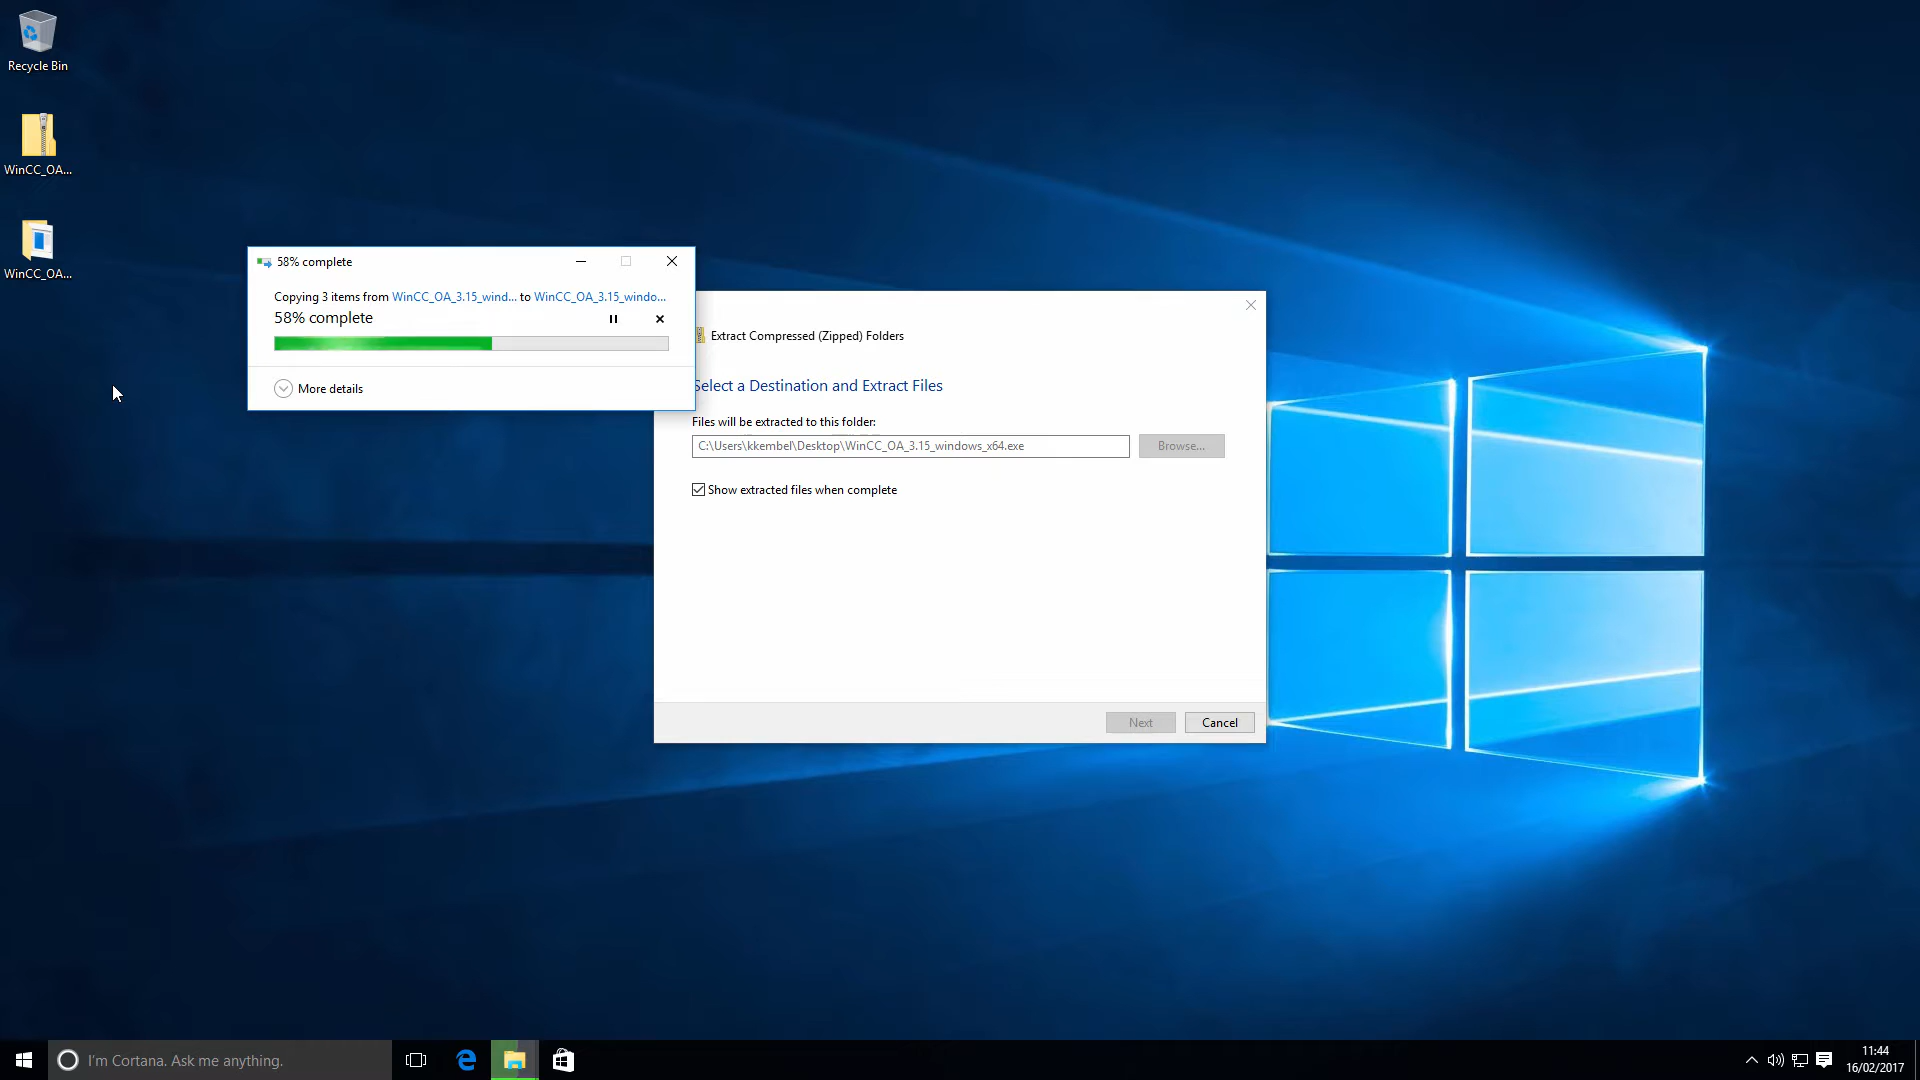 Recycle Bin
WinCC_OA...
WinCC_OA...
58% complete
Copying 3 items from WinCC_OA_3.15_wind... to WinCC_OA_3.15_windo...
58% complete
More details
Extract Compressed (Zipped) Folders
Select a Destination and Extract Files
Files will be extracted to this folder:
C:\Users\kkembel\Desktop\WinCC_OA_3.15_windows_x64.exe
Browse...
Show extracted files when complete
Next
Cancel
I'm Cortana. Ask me anything.
11:44
16/02/2017